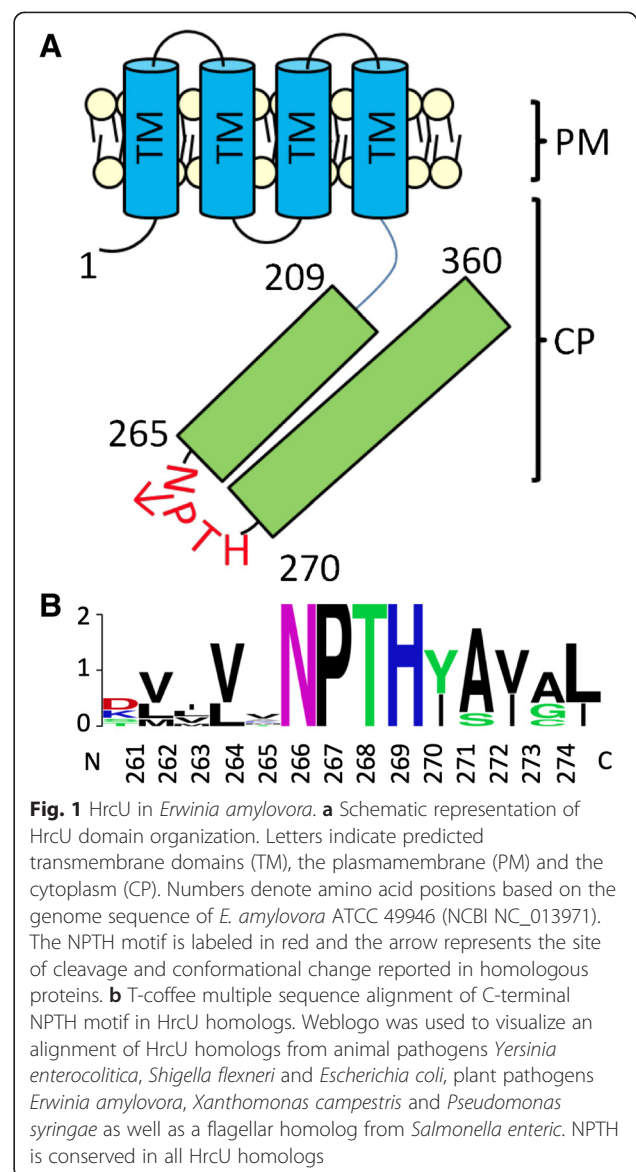 A
TM TM TM TM
PM
1
209
360
CP
265
NPTH
270
B
2
1
0
NPTH
N 261 262 263 264 265 266 267 268 269 270 271 272 273 274 C
Fig. 1 HrcU in Erwinia amylovora. a Schematic representation of
HrcU domain organization. Letters indicate predicted
transmembrane domains (TM), the plasmamembrane (PM) and the
cytoplasm (CP). Numbers denote amino acid positions based on the
genome sequence of E. amylovora ATCC 49946 (NCBI NC_013971).
The NPTH motif is labeled in red and the arrow represents the site
of cleavage and conformational change reported in homologous
proteins. b T-coffee multiple sequence alignment of C-terminal
NPTH motif in HrcU homologs. Weblogo was used to visualize an
alignment of HrcU homologs from animal pathogens Yersinia
enterocolitica, Shigella flexneri and Escherichia coli, plant pathogens
Erwinia amylovora, Xanthomonas campestris and Pseudomonas
syringae as well as a flagellar homolog from Salmonella enteric. NPTH
is conserved in all HrcU homologs